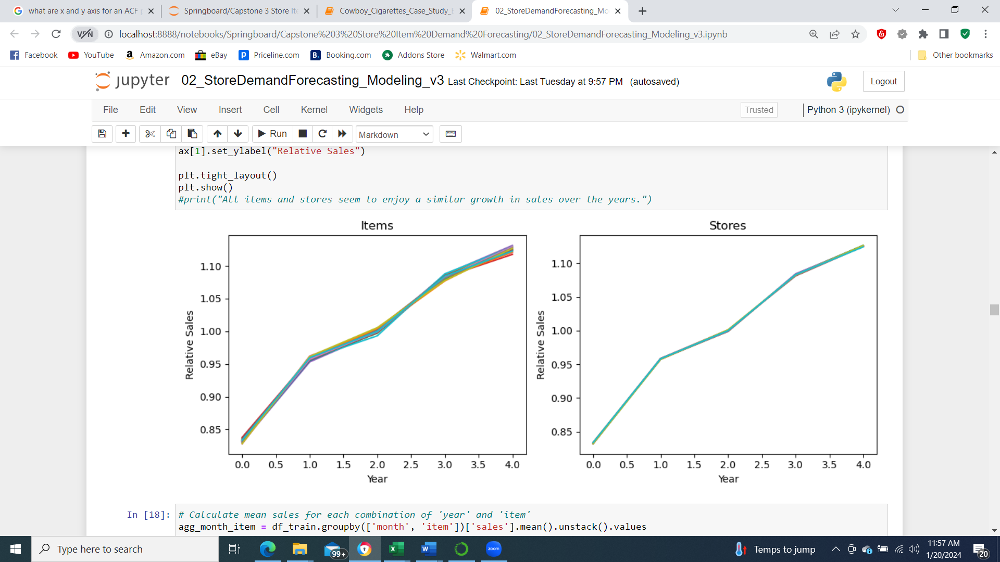 what are x and y axis for an ACF
Springboard/Capstone 3 Store Ite
Cowboy_Cigarettes_Case_Study_E
02_StoreDemandForecasting_Mo
VPN
localhost:8888/notebooks/Springboard/Capstone%203%20Store%20Item%20Demand%20Forecasting/02_StoreDemandForecasting_Modeling_v3.ipynb
Facebook
YouTube
Amazon.com
eBay
Priceline.com
Booking.com
Addons Store
Walmart.com
Other bookmarks
jupyter
02_StoreDemandForecasting_Modeling_v3 Last Checkpoint: Last Tuesday at 9:57 PM (autosaved)
Logout
File Edit View Insert Cell Kernel Widgets Help
Trusted
Python 3 (ipykernel)
Run
Markdown
ax[1].set_ylabel("Relative Sales")
plt.tight_layout()
plt.show()
#print("All items and stores seem to enjoy a similar growth in sales over the years.")
Items
1.10
1.05
1.00
0.95
0.90
0.85
Relative Sales
0.0 0.5 1.0 1.5 2.0 2.5 3.0 3.5 4.0
Year
Stores
1.10
1.05
1.00
0.95
0.90
0.85
Relative Sales
0.0 0.5 1.0 1.5 2.0 2.5 3.0 3.5 4.0
Year
In [18]:
# Calculate mean sales for each combination of 'year' and 'item'
agg_month_item = df_train.groupby(['month', 'item'])['sales'].mean().unstack().values
Type here to search
99+
zoom
Temps to jump
11:57 AM
1/20/2024
20